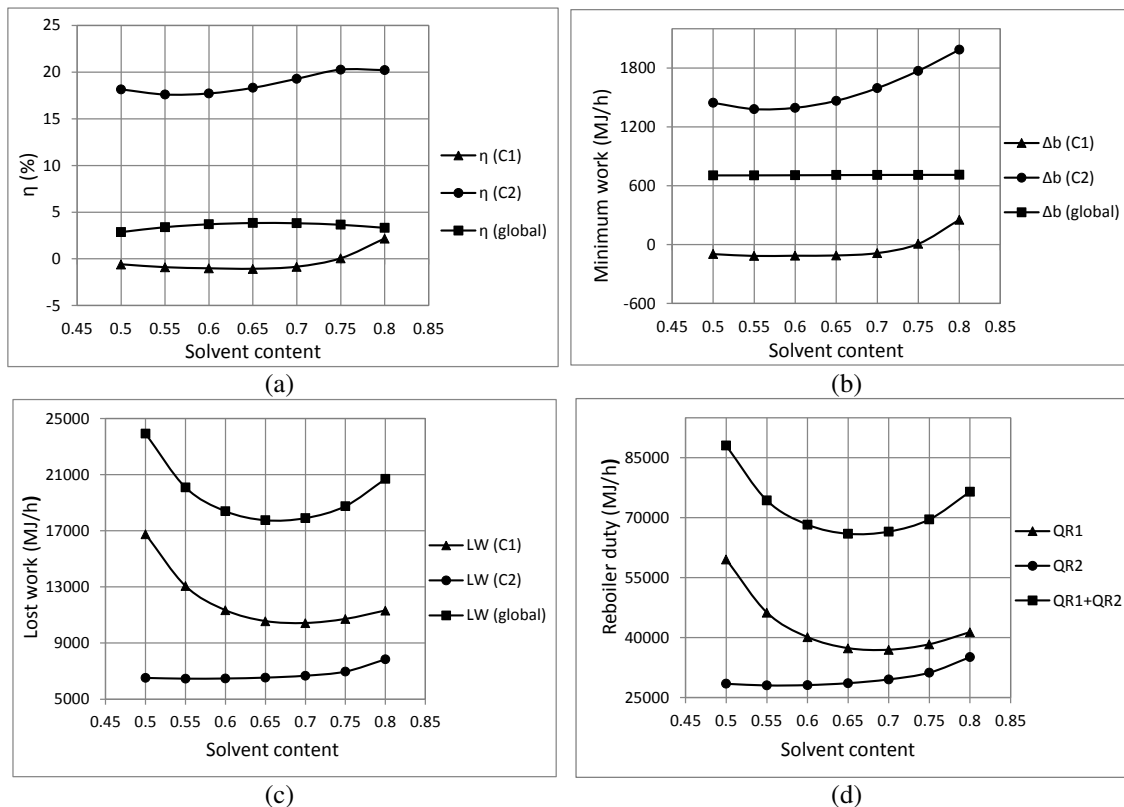 25
20
15
10
5
0
-5
0.45 0.5 0.55 0.6 0.65 0.7 0.75 0.8 0.85
η (%)
Solvent content
η (C1)
η (C2)
η (global)
(a)
1800
1200
600
0
-600
0.45 0.5 0.55 0.6 0.65 0.7 0.75 0.8 0.85
Minimum work (MJ/h)
Solvent content
Δb (C1)
Δb (C2)
Δb (global)
(b)
25000
21000
17000
13000
9000
5000
0.45 0.5 0.55 0.6 0.65 0.7 0.75 0.8 0.85
Lost work (MJ/h)
Solvent content
LW (C1)
LW (C2)
LW (global)
(c)
85000
70000
55000
40000
25000
0.45 0.5 0.55 0.6 0.65 0.7 0.75 0.8 0.85
Reboiler duty (MJ/h)
Solvent content
QR1
QR2
QR1+QR2
(d)